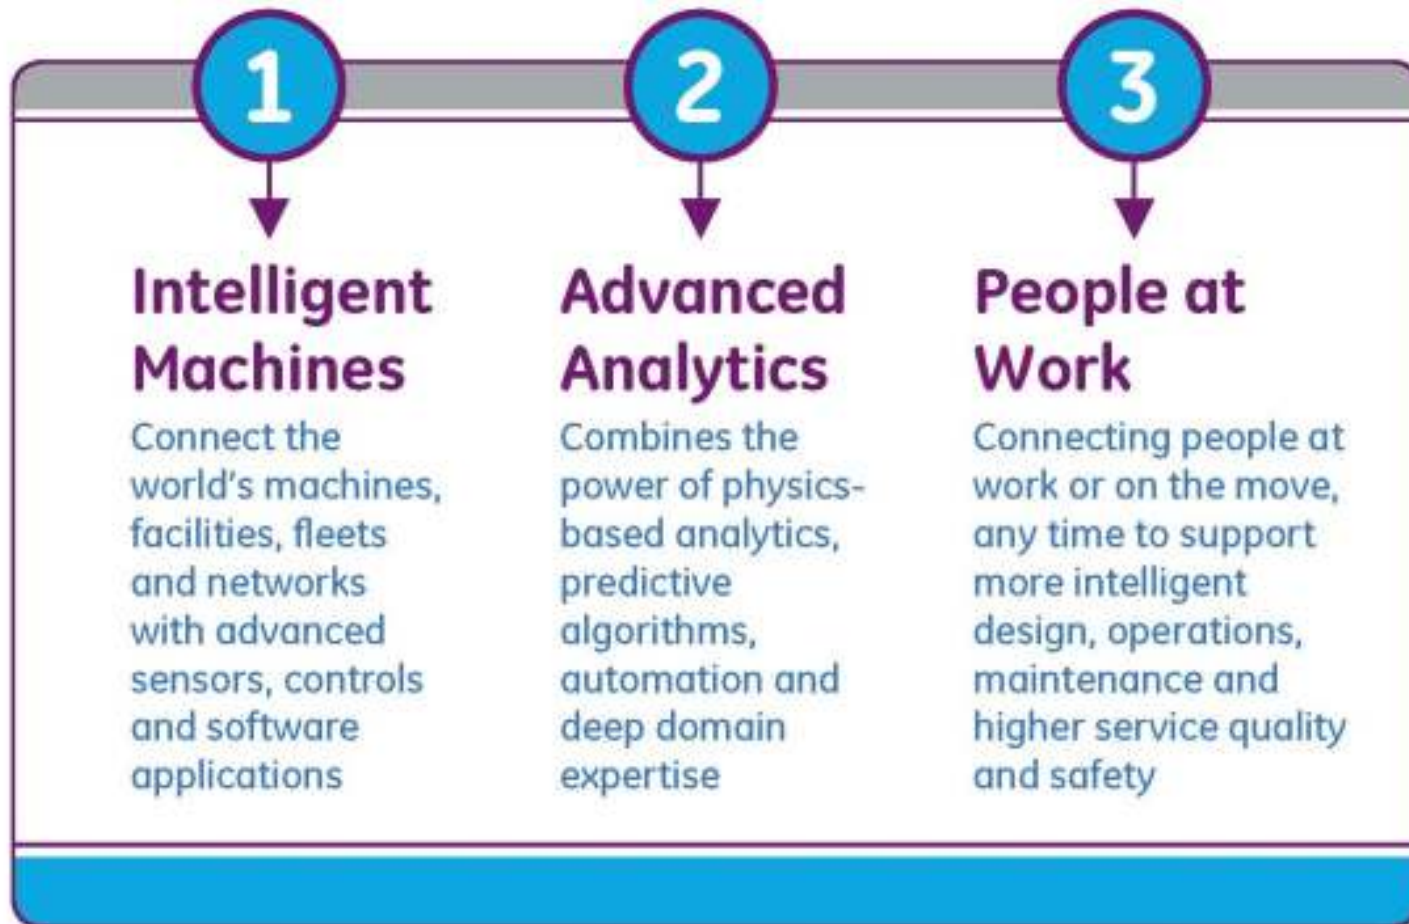 1
Intelligent
Machines
Connect the
world's machines,
facilities, fleets
and networks
with advanced
sensors, controls
and software
applications
2
Advanced
Analytics
Combines the
power of physics-
based analytics,
predictive
algorithms,
automation and
deep domain
expertise
3
People at
Work
Connecting people at
work or on the move,
any time to support
more intelligent
design, operations,
maintenance and
higher service quality
and safety